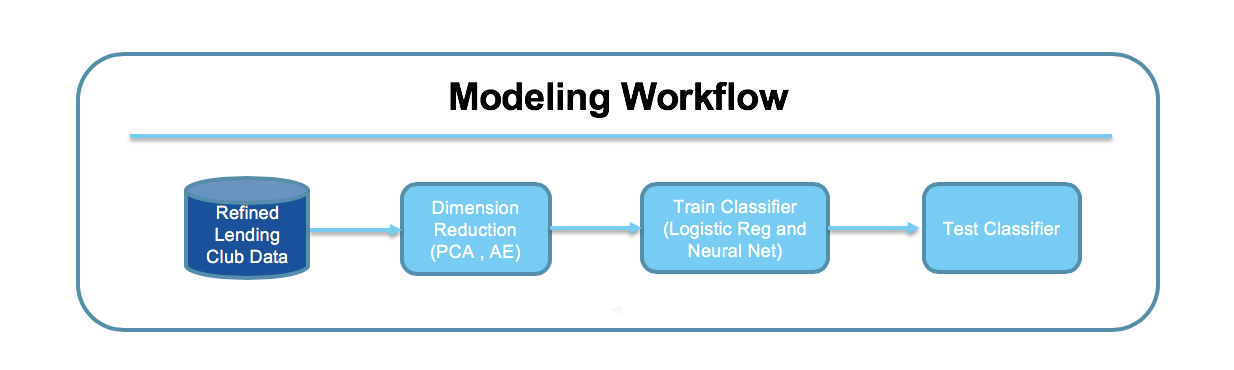 Modeling Workflow
Refined
Lending
Club Data
Dimension
Reduction
(PCA , AE)
Train Classifier
(Logistic Reg and
Neural Net)
Test Classifier